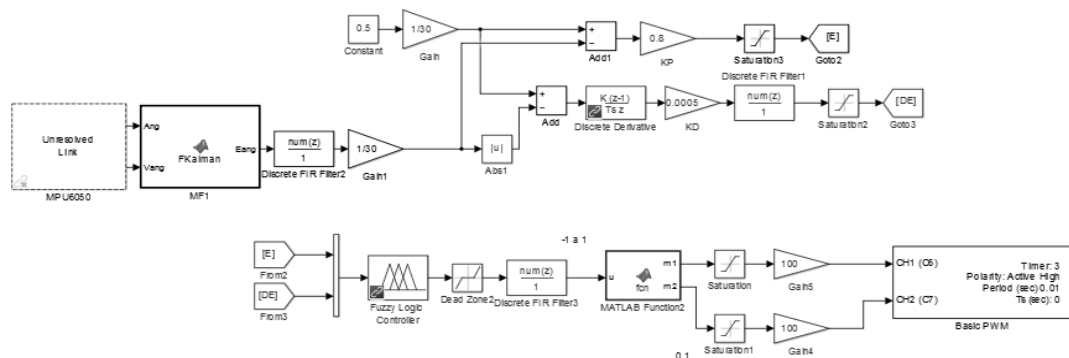 0.5
Constant
1/30
Gain
+
−
Add1
0.8
KP
Saturation3
[E]
Goto2
Discrete FIR Filter1
+
−
Add
K (z-1)
Ts z
Discrete Derivative
0.0005
KD
num(z)
1
Saturation2
[DE]
Goto3
Unresolved
Link
MPU6050
Ang
Vang
FKalman
Eang
MF1
num(z)
1
Discrete FIR Filter2
1/30
Gain1
|u|
Abs1
[E]
From2
[DE]
From3
Fuzzy Logic
Controller
Dead Zone2
num(z)
1
Discrete FIR Filter3
-1 a 1
u
fcn
m1
m2
MATLAB Function2
Saturation
100
Gain5
Saturation1
100
Gain4
0 1
CH1 (C6)
CH2 (C7)
Timer: 3
Polarity: Active High
Period (sec) 0.01
Ts (sec): 0
Basic PWM